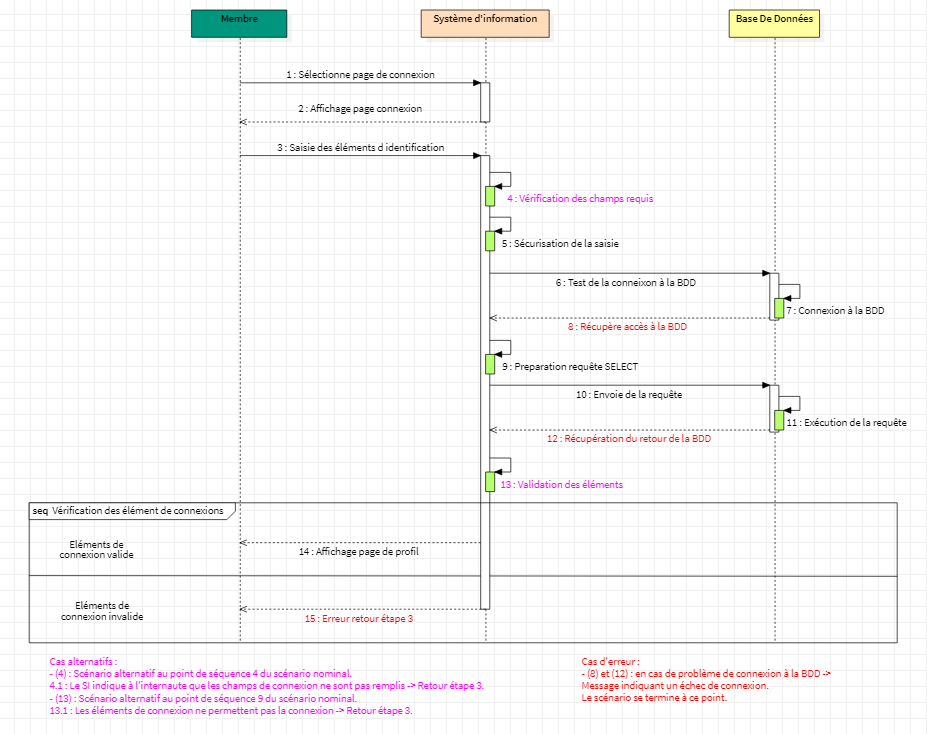 Membre
Système d'information
Base De Données
1 : Sélectionne page de connexion
2 : Affichage page connexion
3 : Saisie des éléments d identification
4 : Vérification des champs requis
5 : Sécurisation de la saisie
6 : Test de la conneixon à la BDD
7 : Connexion à la BDD
8 : Récupère accès à la BDD
9 : Preparation requête SELECT
10 : Envoie de la requête
11 : Exécution de la requête
12 : Récupération du retour de la BDD
13 : Validation des éléments
seq Vérification des élément de connexions
Eléments de
connexion valide
14 : Affichage page de profil
Eléments de
connexion invalide
15 : Erreur retour étape 3
Cas alternatifs :
- (4) : Scénario alternatif au point de séquence 4 du scénario nominal.
4.1 : Le SI indique à l'internaute que les champs de connexion ne sont pas remplis -> Retour étape 3.
- (13) : Scénario alternatif au point de séquence 9 du scénario nominal.
13.1 : Les éléments de connexion ne permettent pas la connexion -> Retour étape 3.
Cas d'erreur :
- (8) et (12) : en cas de problème de connexion à la BDD ->
Message indiquant un échec de connexion.
Le scénario se termine à ce point.